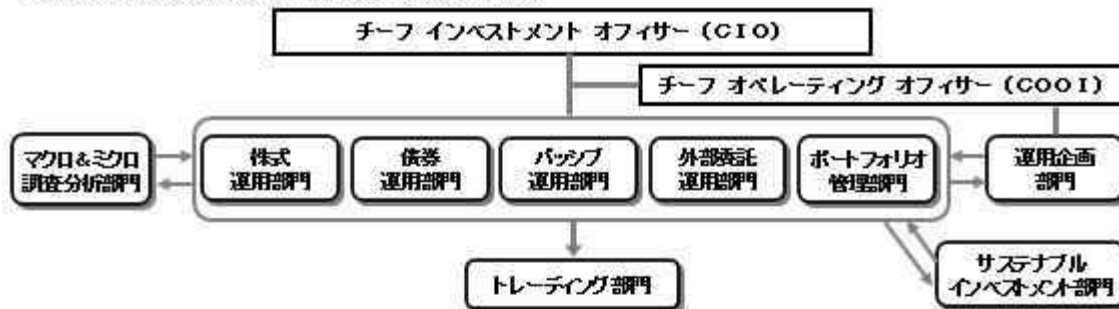 チーフ インベストメント オフィサー (CIO)
チーフ オペレーティング オフィサー (COOI)
マクロ&ミクロ
調査分析部門
株式
運用部門
債券
運用部門
パッシブ
運用部門
外部委託
運用部門
ポートフォリオ
管理部門
運用企画
部門
トレーディング部門
サステナブル
インベストメント部門